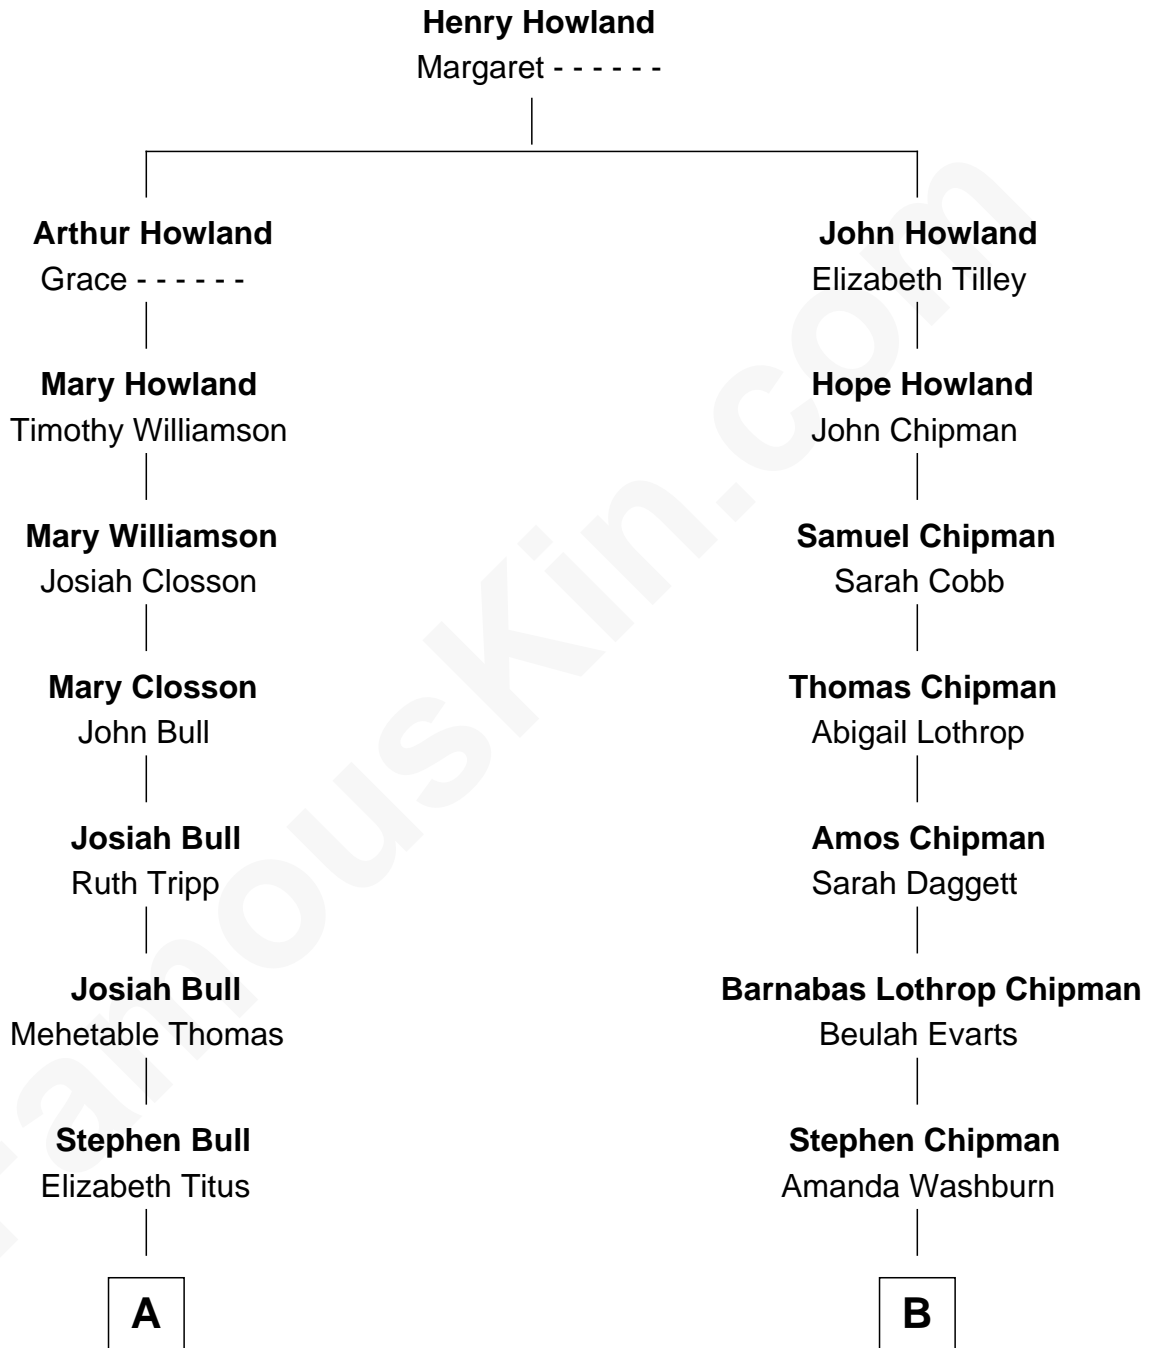 Henry Howland
Margaret - - - - - -
Arthur Howland
Grace - - - - - -
John Howland
Elizabeth Tilley
Mary Howland
Timothy Williamson
Hope Howland
John Chipman
Mary Williamson
Josiah Closson
Samuel Chipman
Sarah Cobb
Mary Closson
John Bull
Thomas Chipman
Abigail Lothrop
Josiah Bull
Ruth Tripp
Amos Chipman
Sarah Daggett
Josiah Bull
Mehetable Thomas
Barnabas Lothrop Chipman
Beulah Evarts
Stephen Bull
Elizabeth Titus
Stephen Chipman
Amanda Washburn
A
B
FamousKin.com